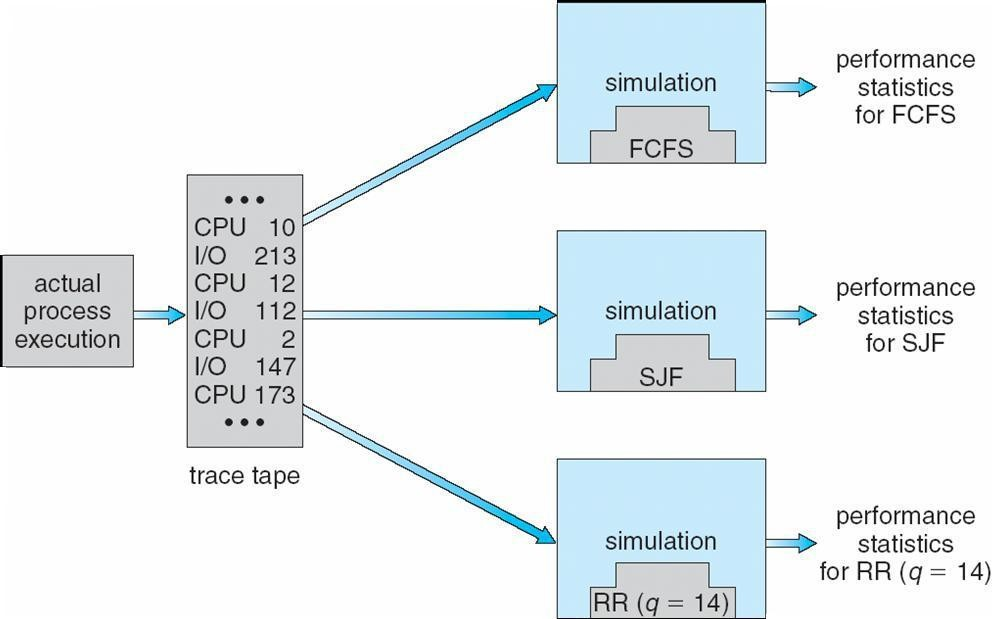 actual
process
execution
• • •
CPU 10
I/O 213
CPU 12
I/O 112
CPU 2
I/O 147
CPU 173
• • •
trace tape
simulation
FCFS
performance
statistics
for FCFS
simulation
SJF
performance
statistics
for SJF
simulation
RR (q = 14)
performance
statistics
for RR (q = 14)